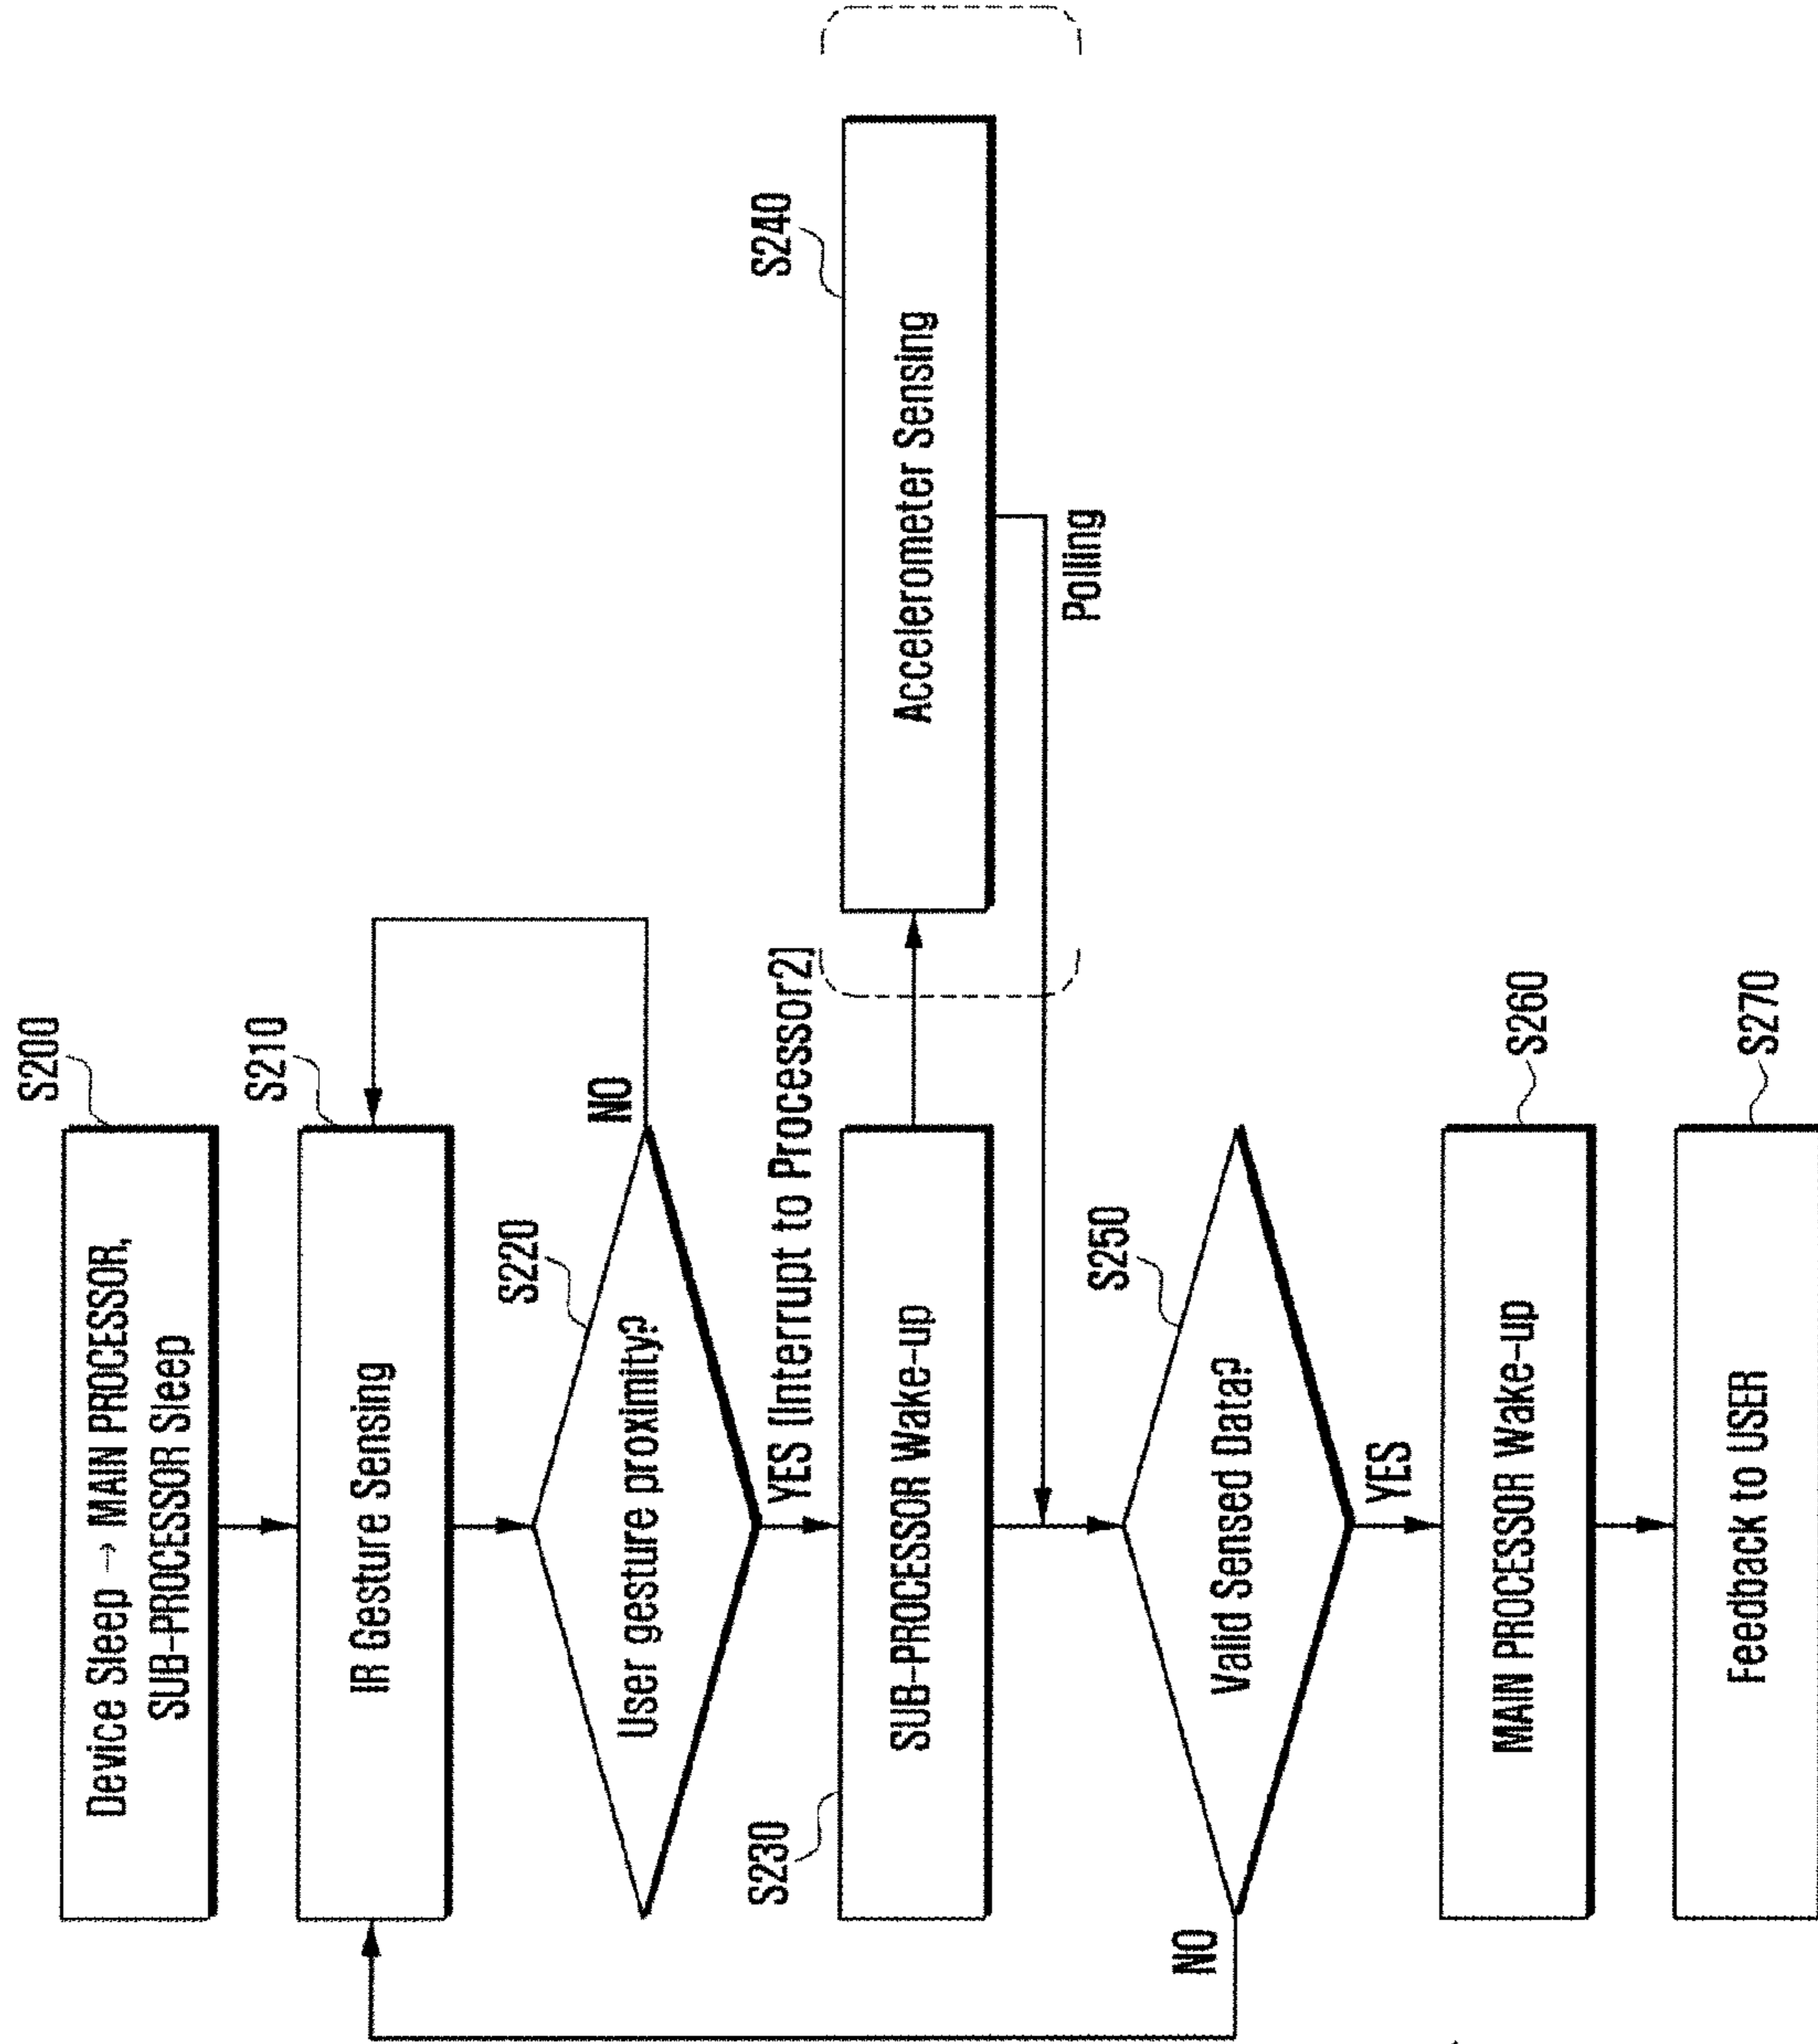 S200
Device Sleep → MAIN PROCESSOR,
SUB-PROCESSOR Sleep
S210
IR Gesture Sensing
S220
User gesture proximity?
NO
YES (Interrupt to Processor2)
S230
SUB-PROCESSOR Wake-up
S240
Accelerometer Sensing
Polling
S250
Valid Sensed Data?
NO
YES
S260
MAIN PROCESSOR Wake-up
S270
Feedback to USER